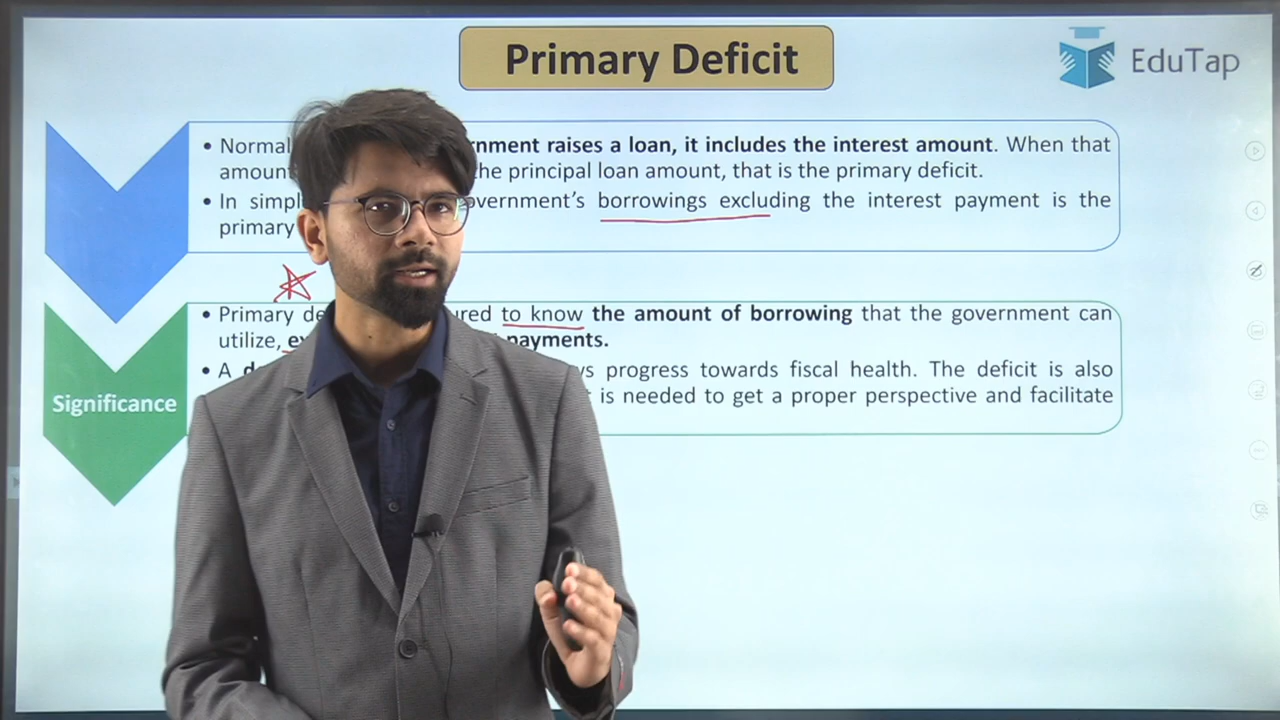 Primary Deficit
EduTap
• Normal rnment raises a loan, it includes the interest amount. When that
amount he principal loan amount, that is the primary deficit.
• In simpl overnment's borrowings excluding the interest payment is the
primary
• Primary de ured to know the amount of borrowing that the government can
utilize, payments.
• A d s progress towards fiscal health. The deficit is also
is needed to get a proper perspective and facilitate
Significance